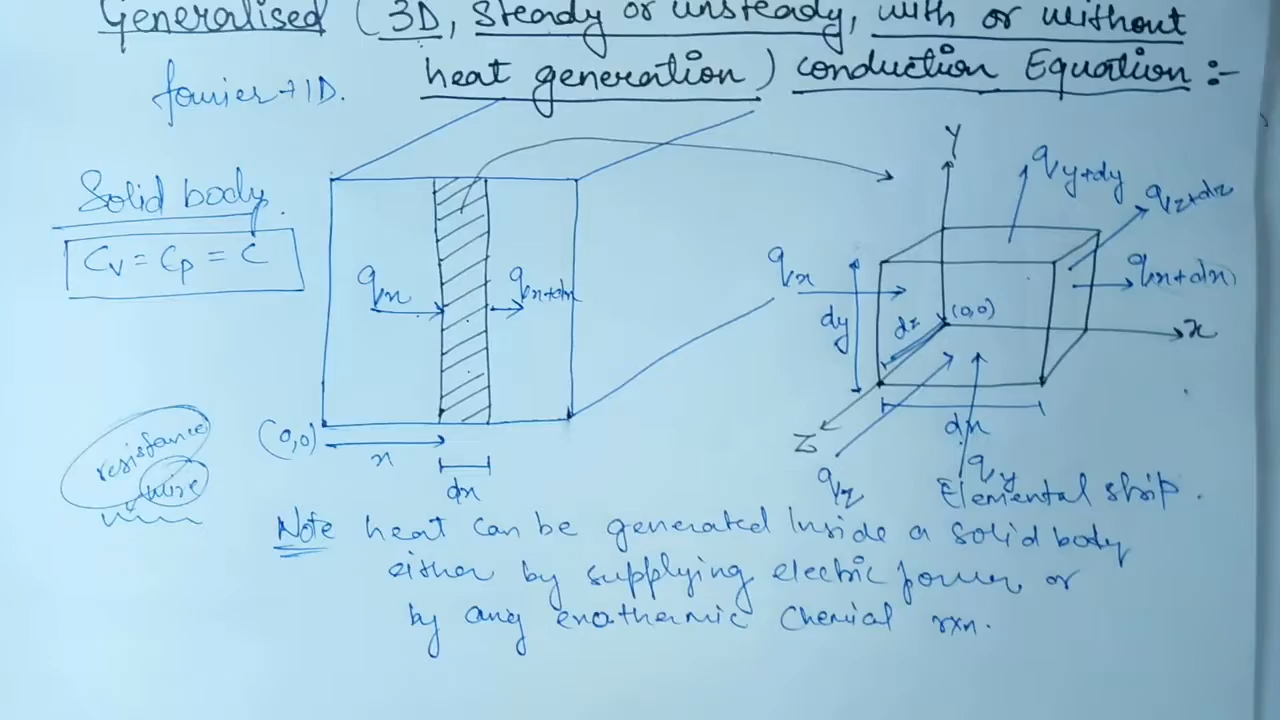 Generalised (3D, steady or unsteady, with or without
heat generation) conduction Equation :-
fourier → 1D.
Solid body.
Cv = Cp = C
qx
qx+dx
(0,0)
x
dx
resistance
wire
Y
qy+dy
qz+dz
qx
qx+dx
dy
dz
(0,0)
x
z
dx
qz
qy
Elemental strip.
Note heat can be generated Inside a solid body
either by supplying electric power or
by any exothermic chemial rxn.